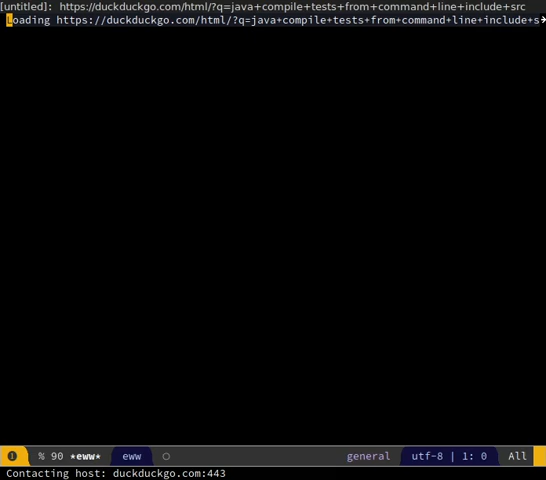 [untitled]: https://duckduckgo.com/html/?q=java+compile+tests+from+command+line+include+src
Loading https://duckduckgo.com/html/?q=java+compile+tests+from+command+line+include+s
% 90 *eww* eww general utf-8 | 1: 0 All
Contacting host: duckduckgo.com:443